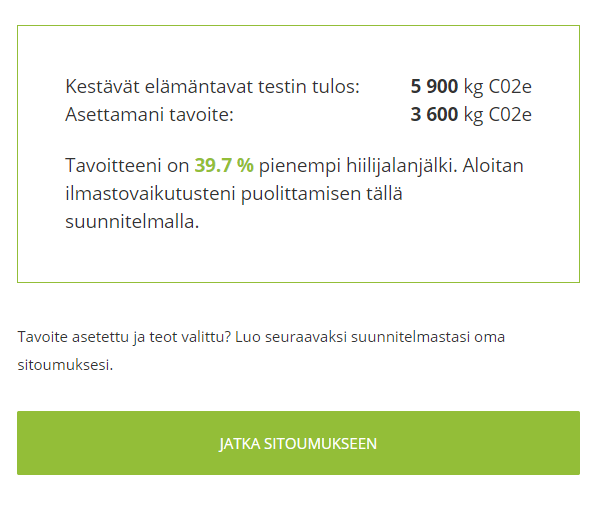 Kestävät elämäntavat testin tulos: 5 900 kg C02e
Asettamani tavoite: 3 600 kg C02e
Tavoitteeni on 39.7 % pienempi hiilijalanjälki. Aloitan
ilmastovaikutusteni puolittamisen tällä
suunnitelmalla.
Tavoite asetettu ja teot valittu? Luo seuraavaksi suunnitelmastasi oma
sitoumuksesi.
JATKA SITOUMUKSEEN